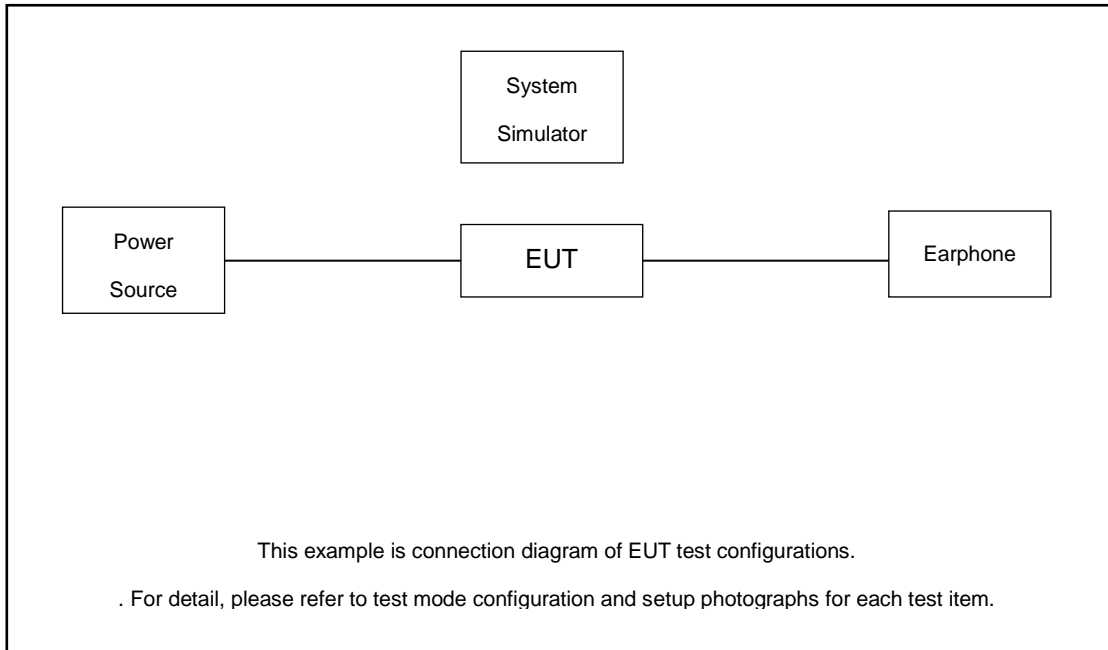 System
Simulator
Power
Source
EUT
Earphone
This example is connection diagram of EUT test configurations.
. For detail, please refer to test mode configuration and setup photographs for each test item.